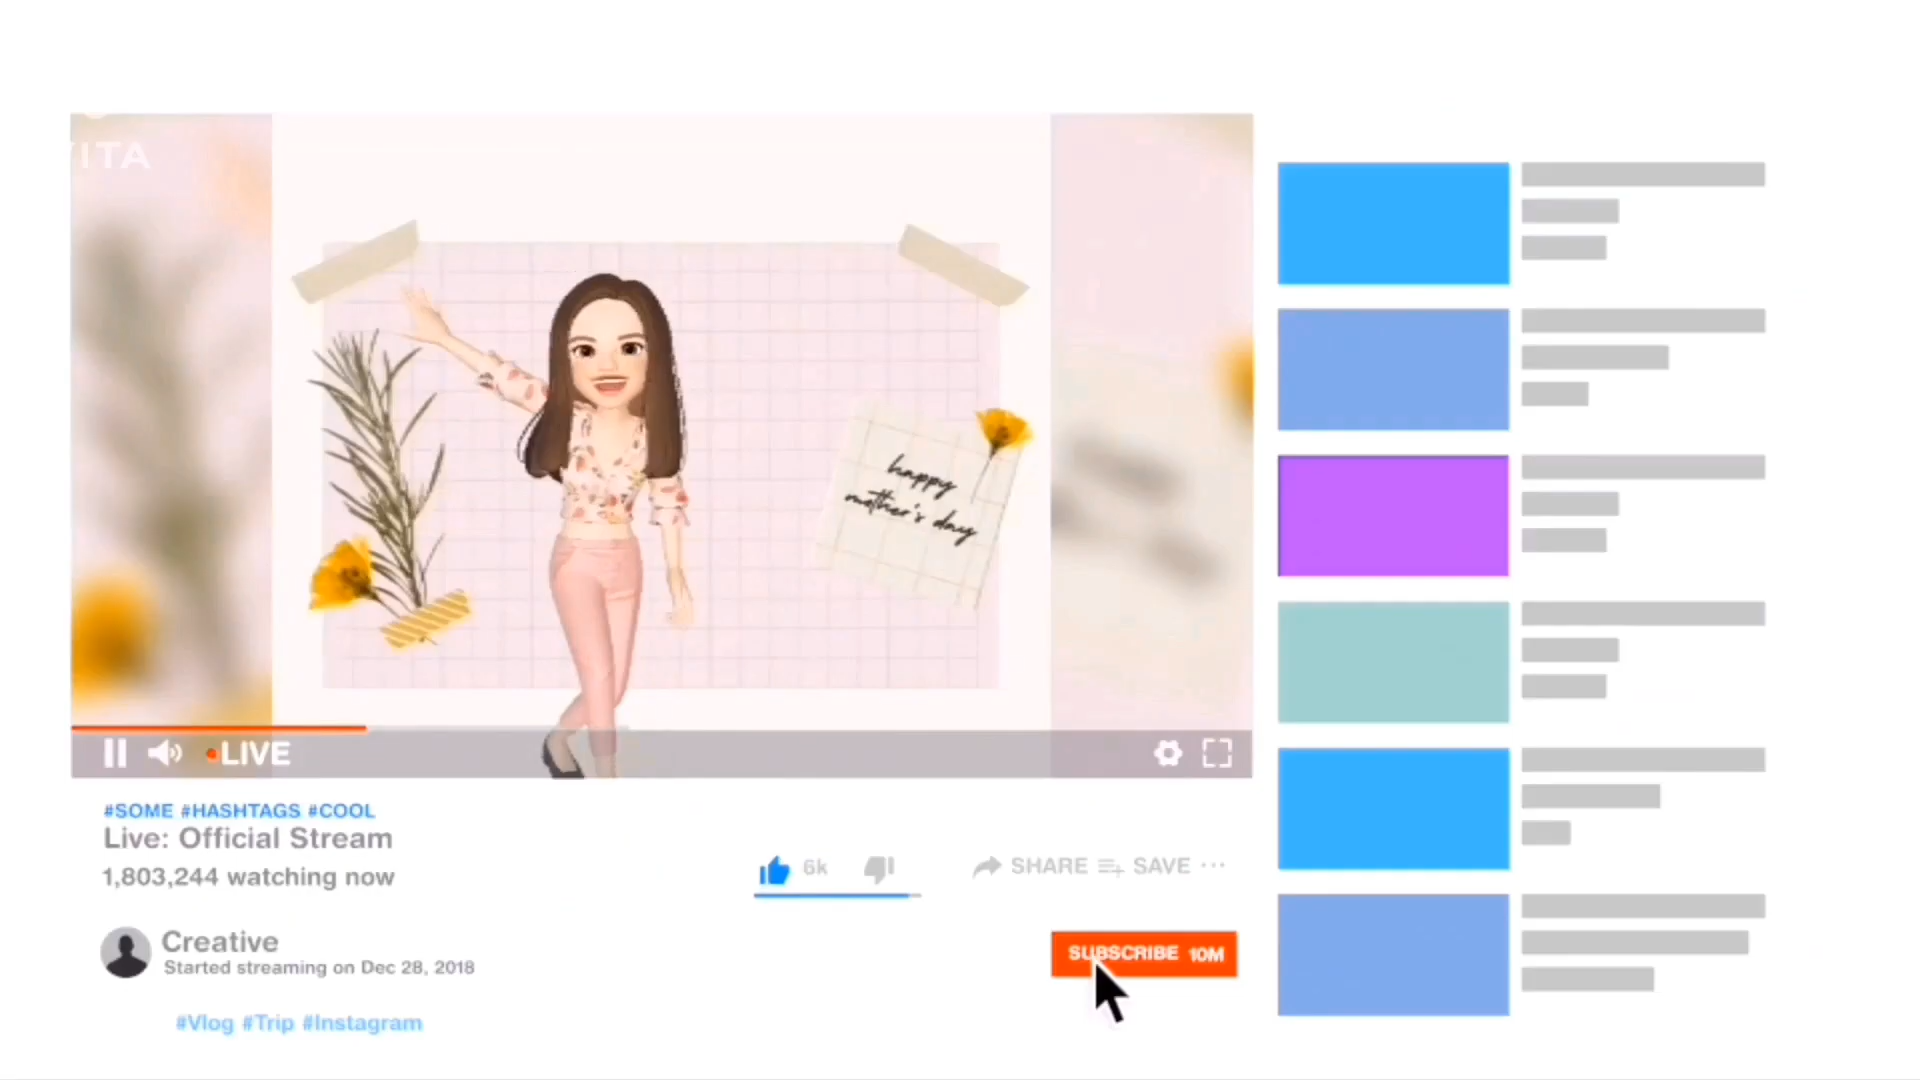 VITA
happy
mother's day
LIVE
#SOME #HASHTAGS #COOL
Live: Official Stream
1,803,244 watching now
6k
SHARE
SAVE
Creative
Started streaming on Dec 28, 2018
SUBSCRIBE 10M
#Vlog #Trip #Instagram